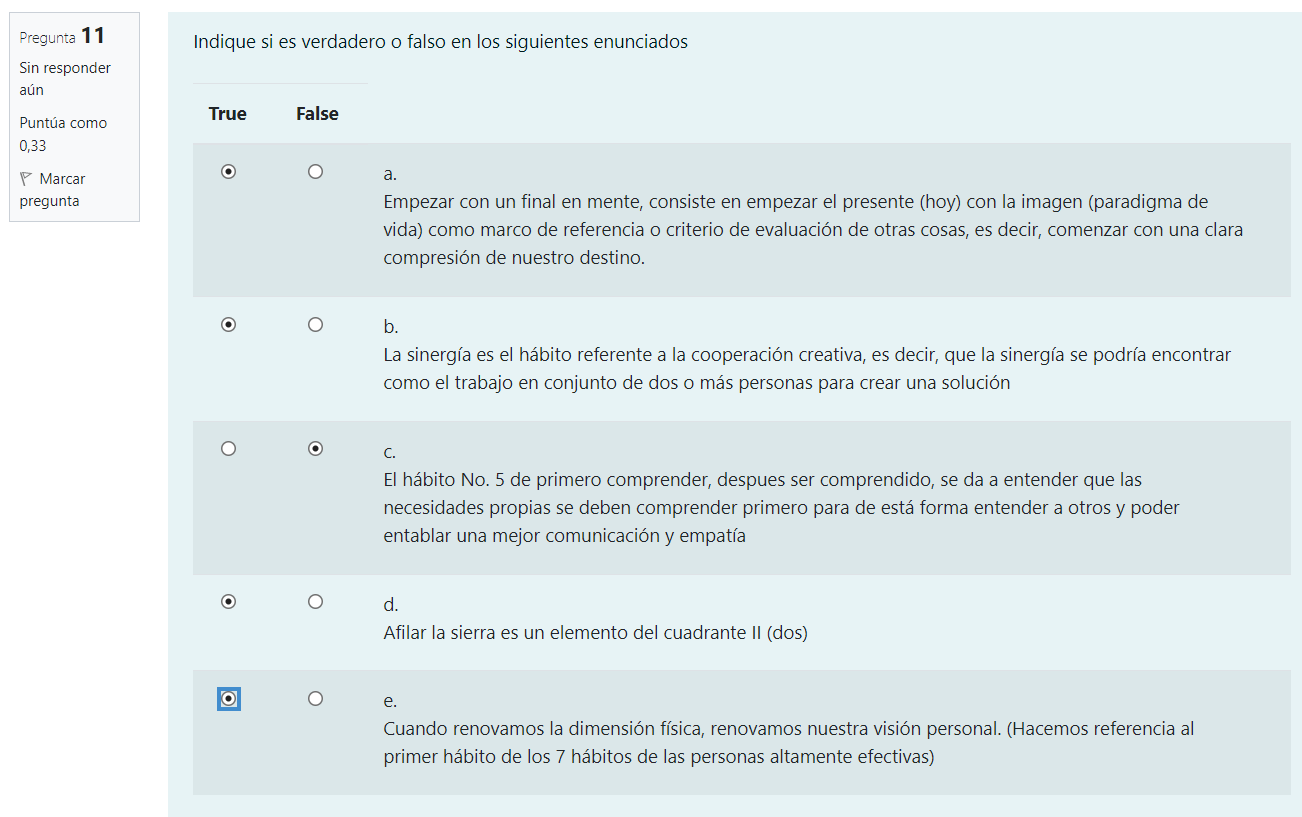 Pregunta 11
Sin responder
aún
Puntúa como
0,33
Marcar
pregunta
Indique si es verdadero o falso en los siguientes enunciados
True False
a.
Empezar con un final en mente, consiste en empezar el presente (hoy) con la imagen (paradigma de
vida) como marco de referencia o criterio de evaluación de otras cosas, es decir, comenzar con una clara
compresión de nuestro destino.
b.
La sinergía es el hábito referente a la cooperación creativa, es decir, que la sinergía se podría encontrar
como el trabajo en conjunto de dos o más personas para crear una solución
c.
El hábito No. 5 de primero comprender, despues ser comprendido, se da a entender que las
necesidades propias se deben comprender primero para de está forma entender a otros y poder
entablar una mejor comunicación y empatía
d.
Afilar la sierra es un elemento del cuadrante II (dos)
e.
Cuando renovamos la dimensión física, renovamos nuestra visión personal. (Hacemos referencia al
primer hábito de los 7 hábitos de las personas altamente efectivas)